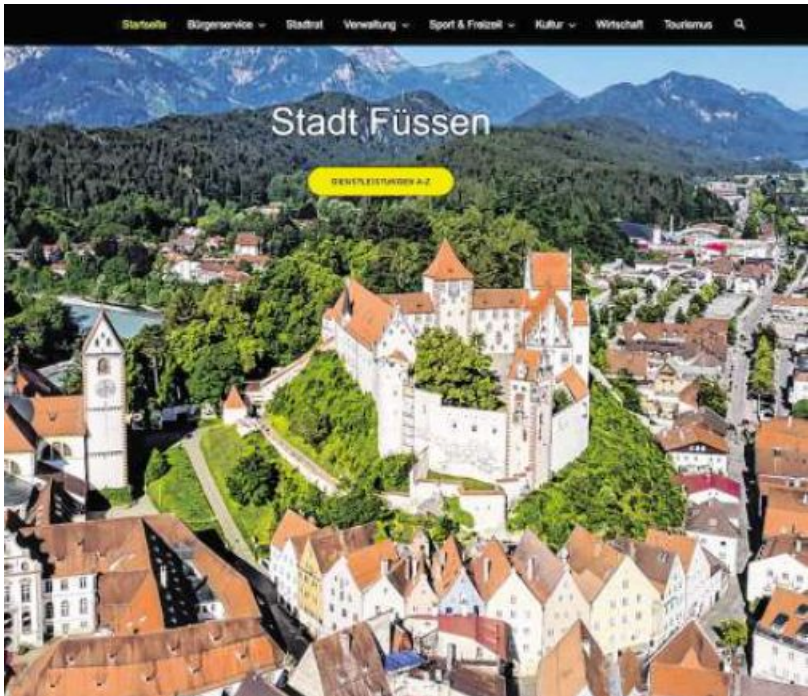 Startseite Bürgerservice Stadtrat Verwaltung Sport & Freizeit Kultur Wirtschaft Tourismus
Stadt Füssen
DIENSTLEISTUNGEN A-Z